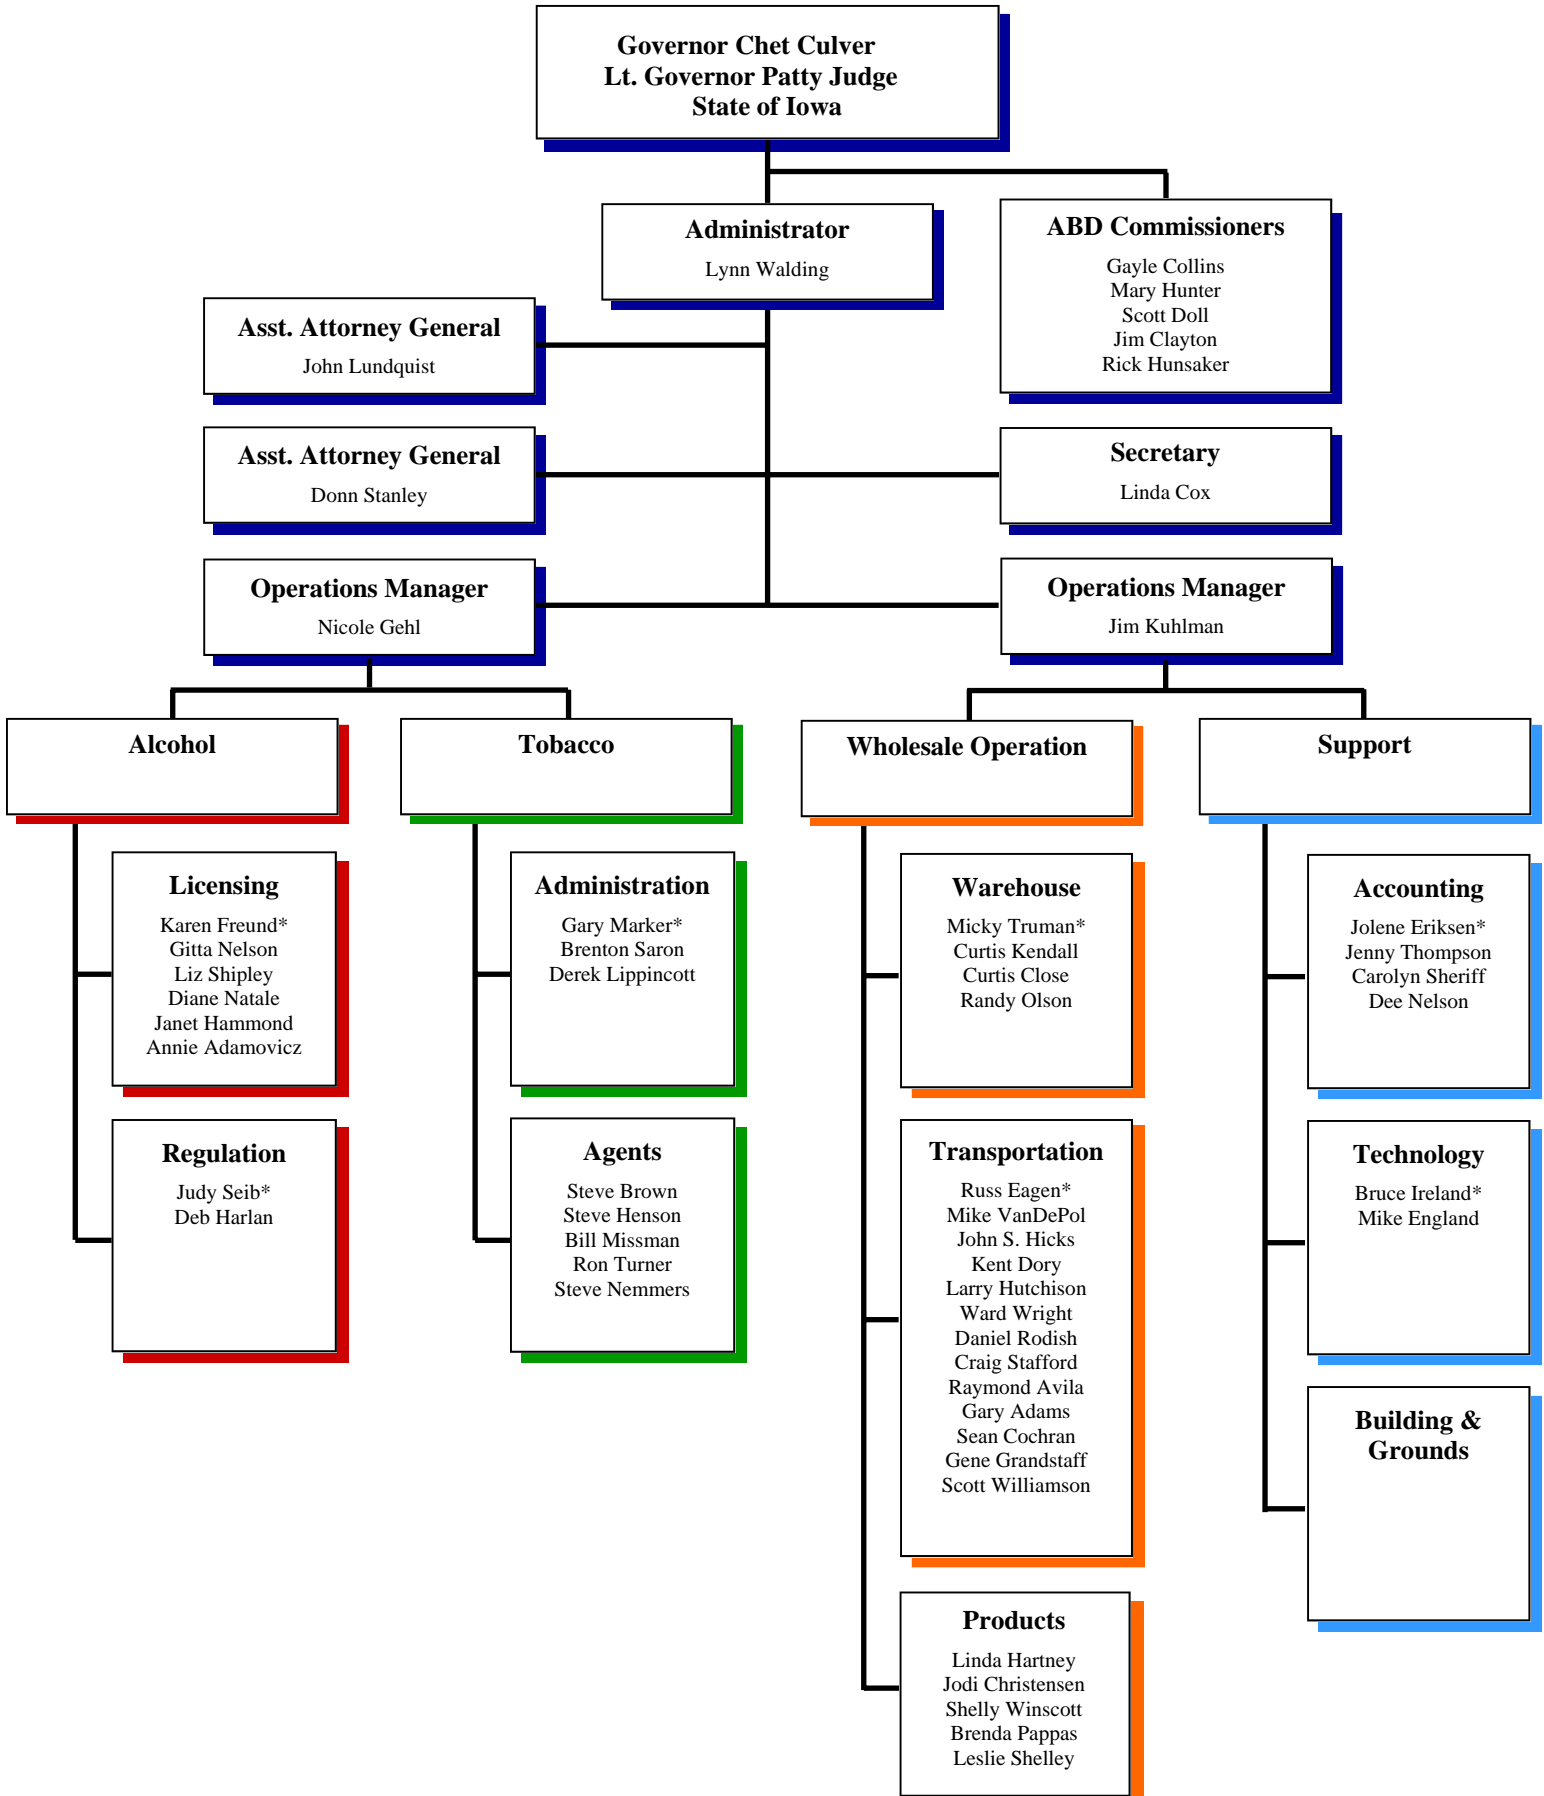 Governor Chet Culver
Lt. Governor Patty Judge
State of Iowa
Administrator
Lynn Walding
ABD Commissioners
Gayle Collins
Mary Hunter
Scott Doll
Jim Clayton
Rick Hunsaker
Asst. Attorney General
John Lundquist
Asst. Attorney General
Donn Stanley
Secretary
Linda Cox
Operations Manager
Nicole Gehl
Operations Manager
Jim Kuhlman
Alcohol
Tobacco
Wholesale Operation
Support
Licensing
Karen Freund*
Gitta Nelson
Liz Shipley
Diane Natale
Janet Hammond
Annie Adamovicz
Administration
Gary Marker*
Brenton Saron
Derek Lippincott
Warehouse
Micky Truman*
Curtis Kendall
Curtis Close
Randy Olson
Accounting
Jolene Eriksen*
Jenny Thompson
Carolyn Sheriff
Dee Nelson
Regulation
Judy Seib*
Deb Harlan
Agents
Steve Brown
Steve Henson
Bill Missman
Ron Turner
Steve Nemmers
Transportation
Russ Eagen*
Mike VanDePol
John S. Hicks
Kent Dory
Larry Hutchison
Ward Wright
Daniel Rodish
Craig Stafford
Raymond Avila
Gary Adams
Sean Cochran
Gene Grandstaff
Scott Williamson
Technology
Bruce Ireland*
Mike England
Building &
Grounds
Products
Linda Hartney
Jodi Christensen
Shelly Winscott
Brenda Pappas
Leslie Shelley